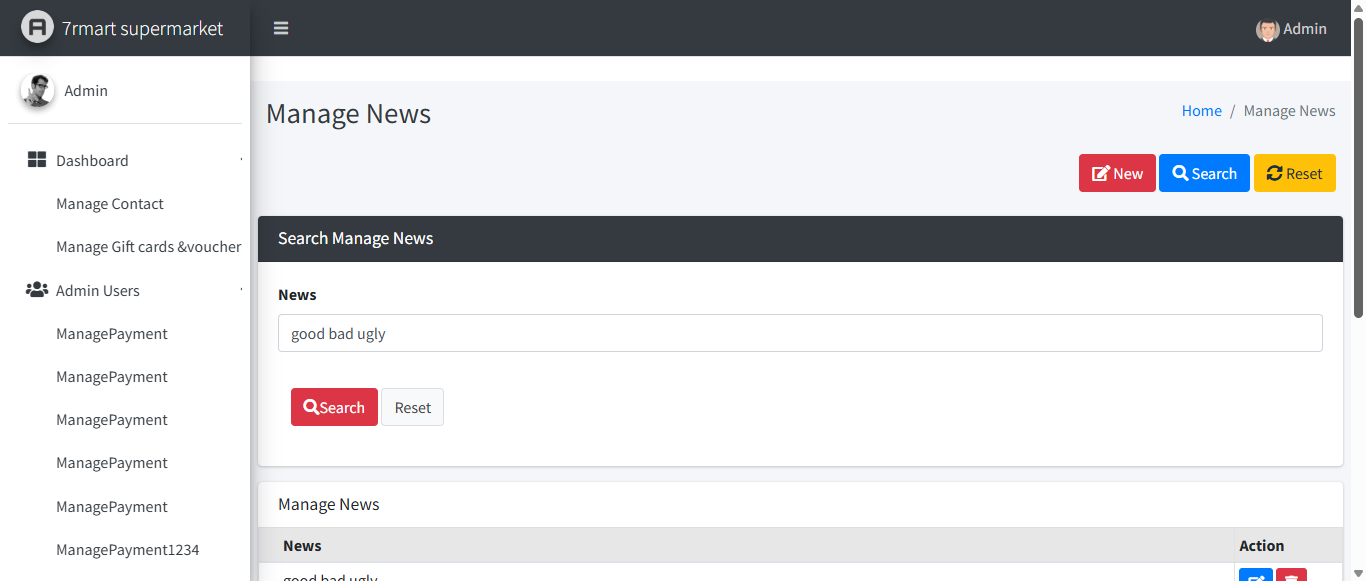 7rmart supermarket
Admin
Admin
Manage News
Home / Manage News
New Search Reset
Dashboard
Manage Contact
Manage Gift cards &voucher
Admin Users
ManagePayment
ManagePayment
ManagePayment
ManagePayment
ManagePayment
ManagePayment1234
Search Manage News
News
good bad ugly
Search Reset
Manage News
News Action
good bad ugly